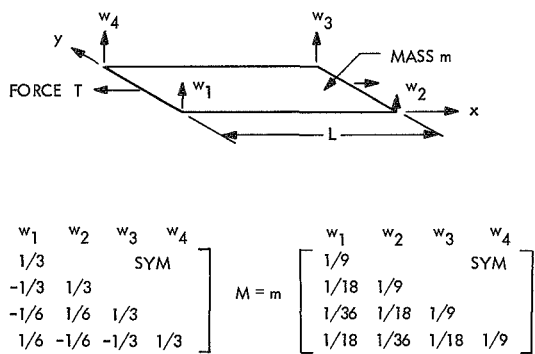 w4
w3
y
MASS m
FORCE T
w1
w2
x
L
w1 w2 w3 w4
1/3 SYM
-1/3 1/3
-1/6 1/6 1/3
1/6 -1/6 -1/3 1/3
M = m
w1 w2 w3 w4
1/9 SYM
1/18 1/9
1/36 1/18 1/9
1/18 1/36 1/18 1/9